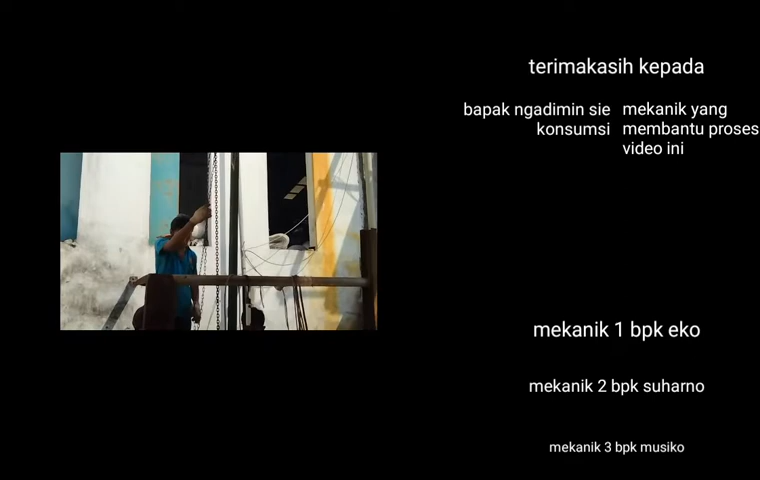 terimakasih kepada
bapak ngadimin sie
konsumsi
mekanik yang
membantu proses
video ini
mekanik 1 bpk eko
mekanik 2 bpk suharno
mekanik 3 bpk musiko